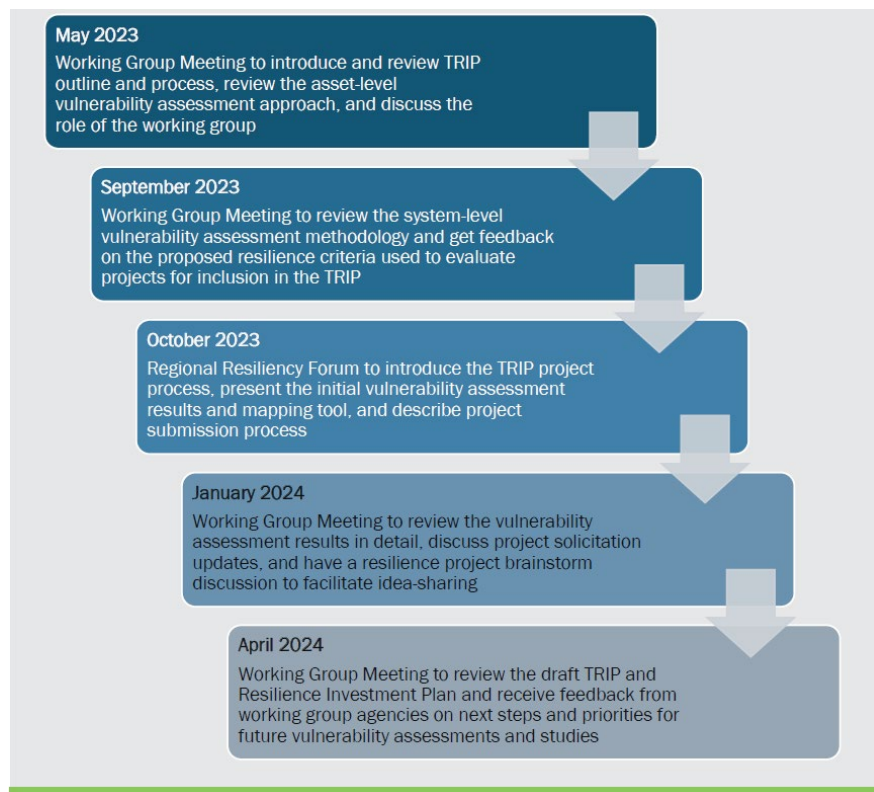 May 2023
Working Group Meeting to introduce and review TRIP
outline and process, review the asset-level
vulnerability assessment approach, and discuss the
role of the working group
September 2023
Working Group Meeting to review the system-level
vulnerability assessment methodology and get feedback
on the proposed resilience criteria used to evaluate
projects for inclusion in the TRIP
October 2023
Regional Resiliency Forum to introduce the TRIP project
process, present the initial vulnerability assessment
results and mapping tool, and describe project
submission process
January 2024
Working Group Meeting to review the vulnerability
assessment results in detail, discuss project solicitation
updates, and have a resilience project brainstorm
discussion to facilitate idea-sharing
April 2024
Working Group Meeting to review the draft TRIP and
Resilience Investment Plan and receive feedback from
working group agencies on next steps and priorities for
future vulnerability assessments and studies